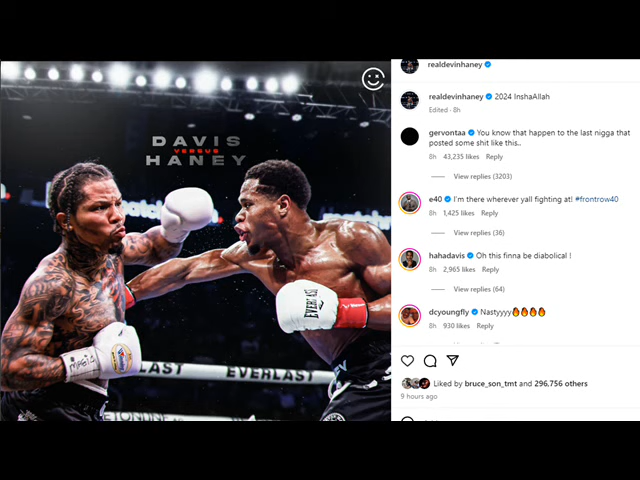 DAVIS
VERSUS
HANEY
EVERLAST
MAGIC
LAST EVERLAST
realdevinhaney
realdevinhaney 2024 InshaAllah
Edited · 8h
gervontaa You know that happen to the last nigga that
posted some shit like this..
8h 43,235 likes Reply
View replies (3203)
e40 I'm there wherever yall fighting at! #frontrow40
8h 1,425 likes Reply
View replies (36)
hahadavis Oh this finna be diabolical !
8h 2,965 likes Reply
View replies (64)
dcyoungfly Nastyyyy🔥🔥🔥🔥
8h 930 likes Reply
Liked by bruce_son_tmt and 296,756 others
9 hours ago